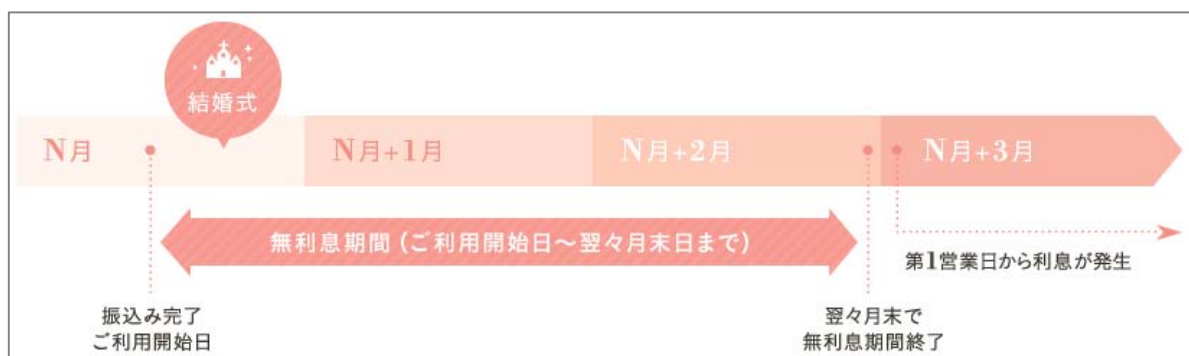 結婚式
N月
N月+1月
N月+2月
N月+3月
無利息期間(ご利用開始日～翌々月末日まで)
第1営業日から利息が発生
振込み完了
ご利用開始日
翌々月末で
無利息期間終了